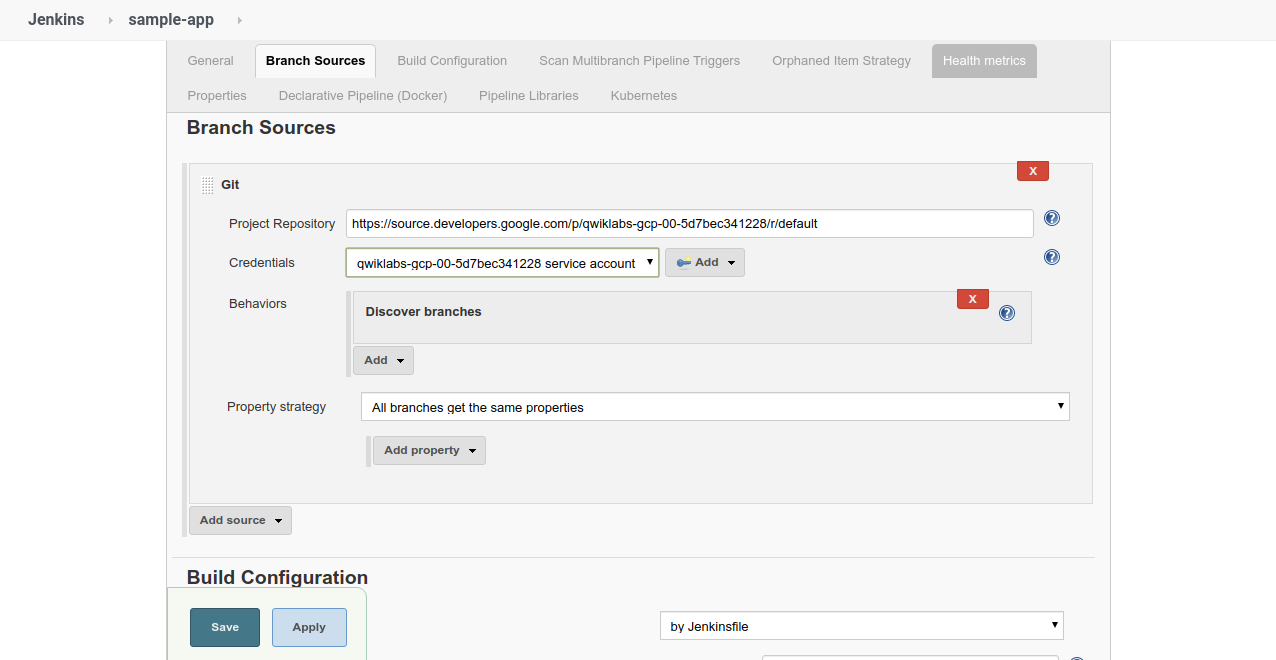 Jenkins sample-app
General Branch Sources Build Configuration Scan Multibranch Pipeline Triggers Orphaned Item Strategy Health metrics
Properties Declarative Pipeline (Docker) Pipeline Libraries Kubernetes
Branch Sources
X
Git
Project Repository https://source.developers.google.com/p/qwiklabs-gcp-00-5d7bec341228/r/default ?
Credentials qwiklabs-gcp-00-5d7bec341228 service account Add ?
Behaviors
X
Discover branches ?
Add
Property strategy All branches get the same properties
Add property
Add source
Build Configuration
Save Apply by Jenkinsfile